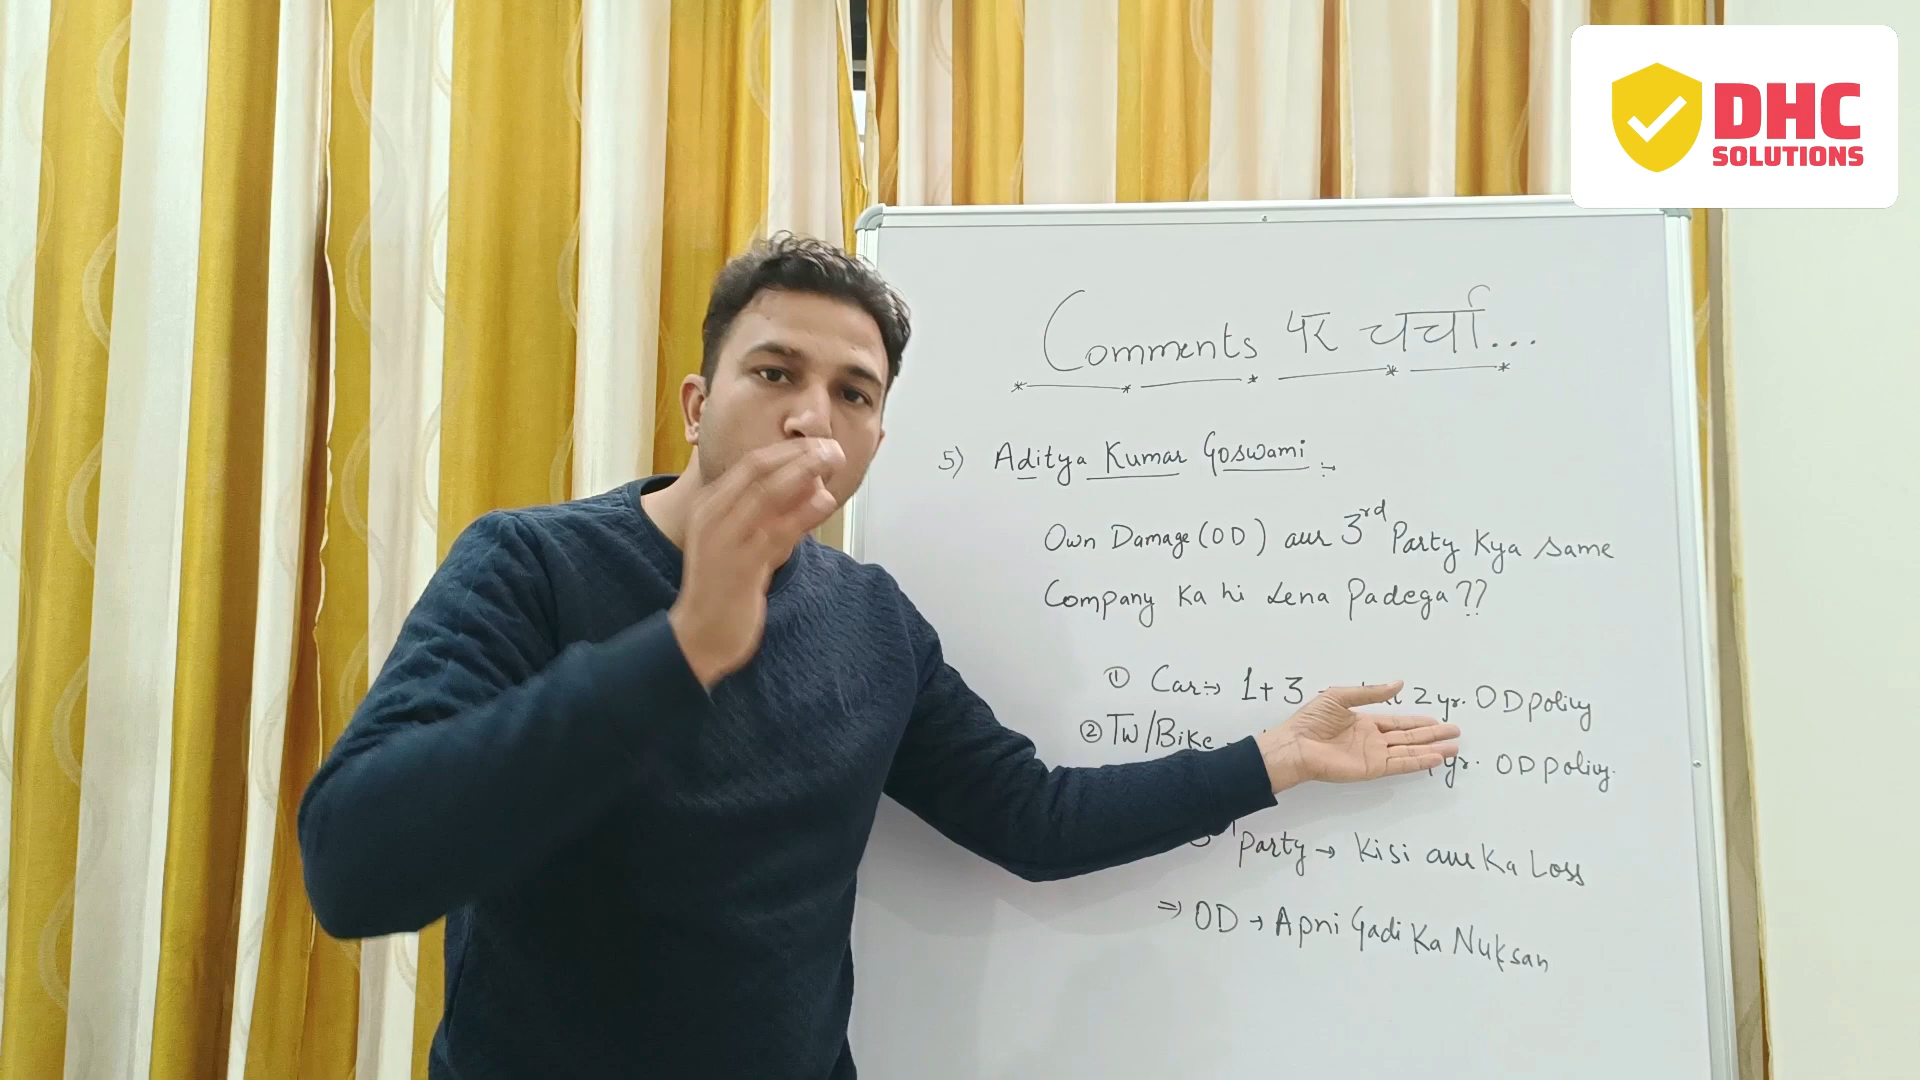 DHC
SOLUTIONS
Comments पर चर्चा...
5) Aditya Kumar Goswami :-
Own Damage (OD) aur 3rd Party Kya same
Company Ka hi Lena Padega ??
① Car :→ 1+3 2 yr. OD policy
② TW/Bike → yr. OD policy.
Party → Kisi aur Ka Loss
⇒ OD → Apni Gadi Ka Nuksan